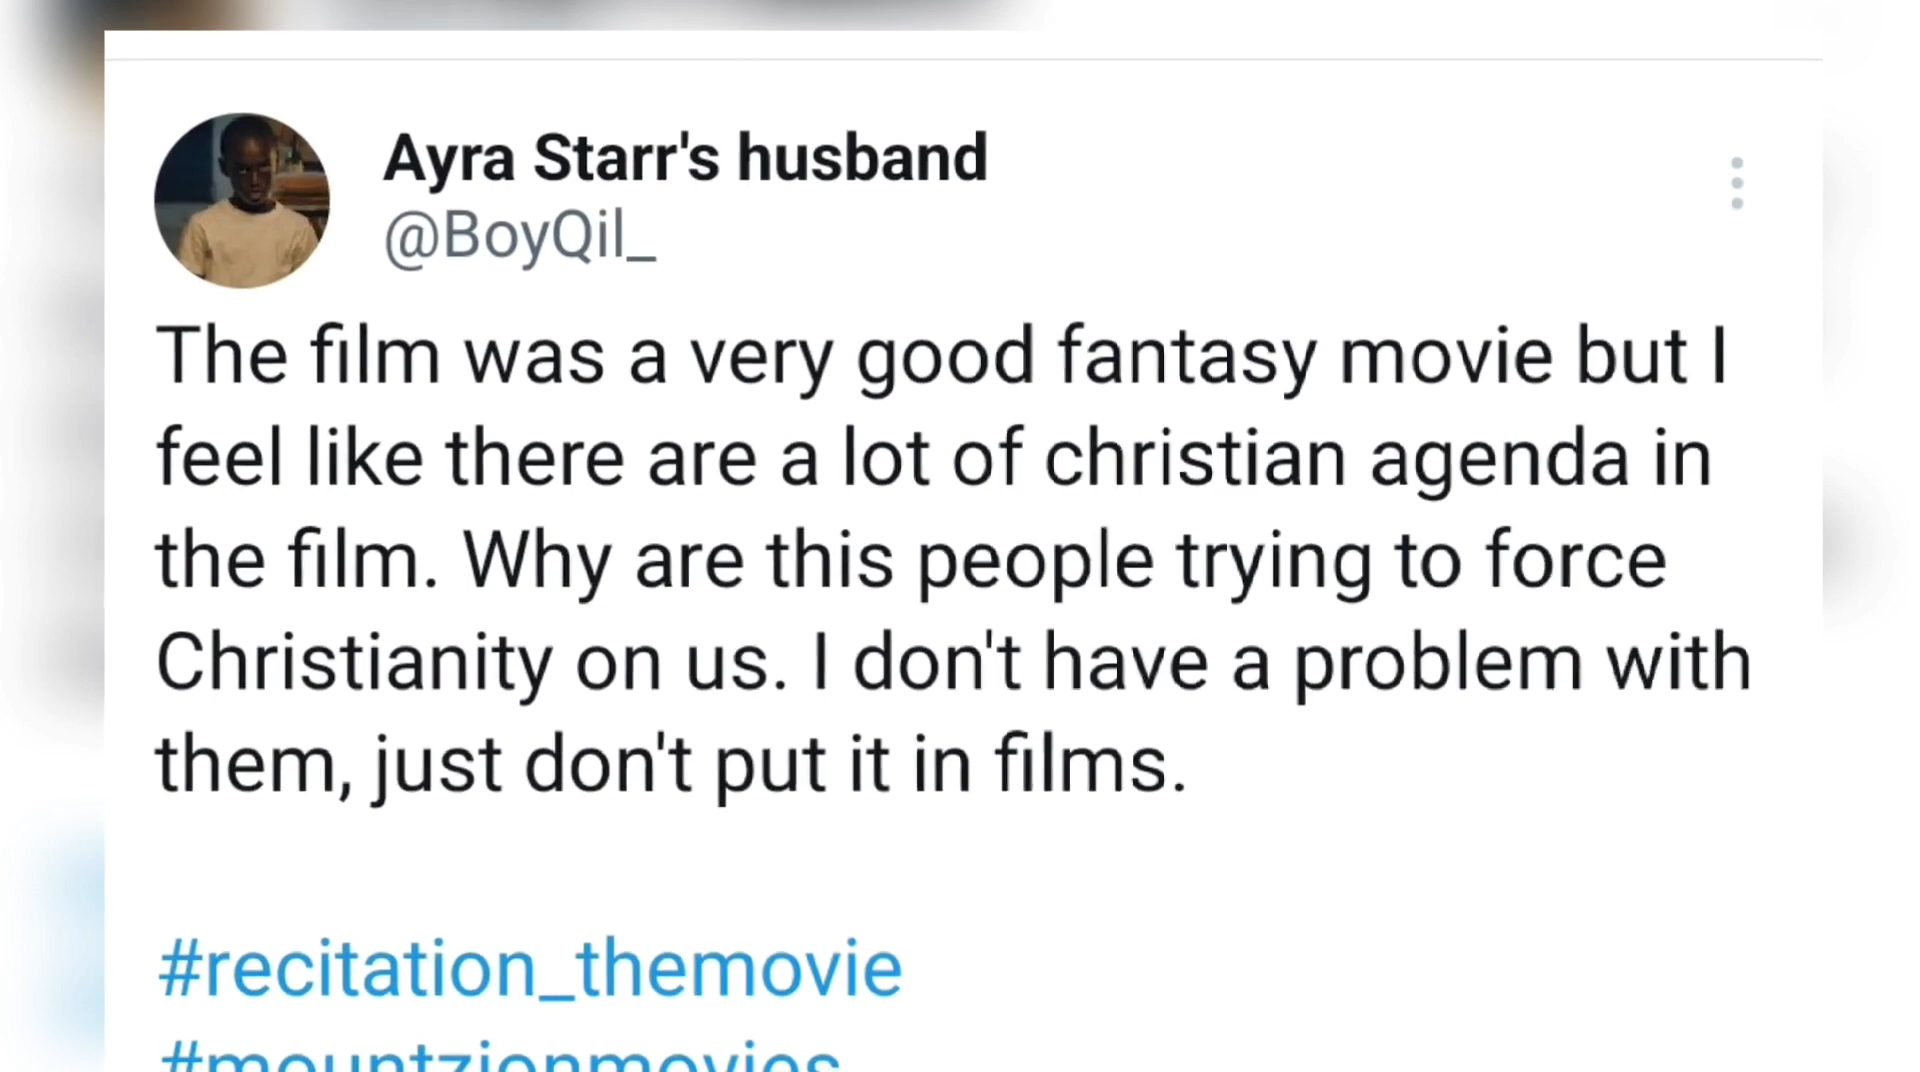 Ayra Starr's husband
@BoyQil_
The film was a very good fantasy movie but I
feel like there are a lot of christian agenda in
the film. Why are this people trying to force
Christianity on us. I don't have a problem with
them, just don't put it in films.
#recitation_themovie
#mountzionmovies